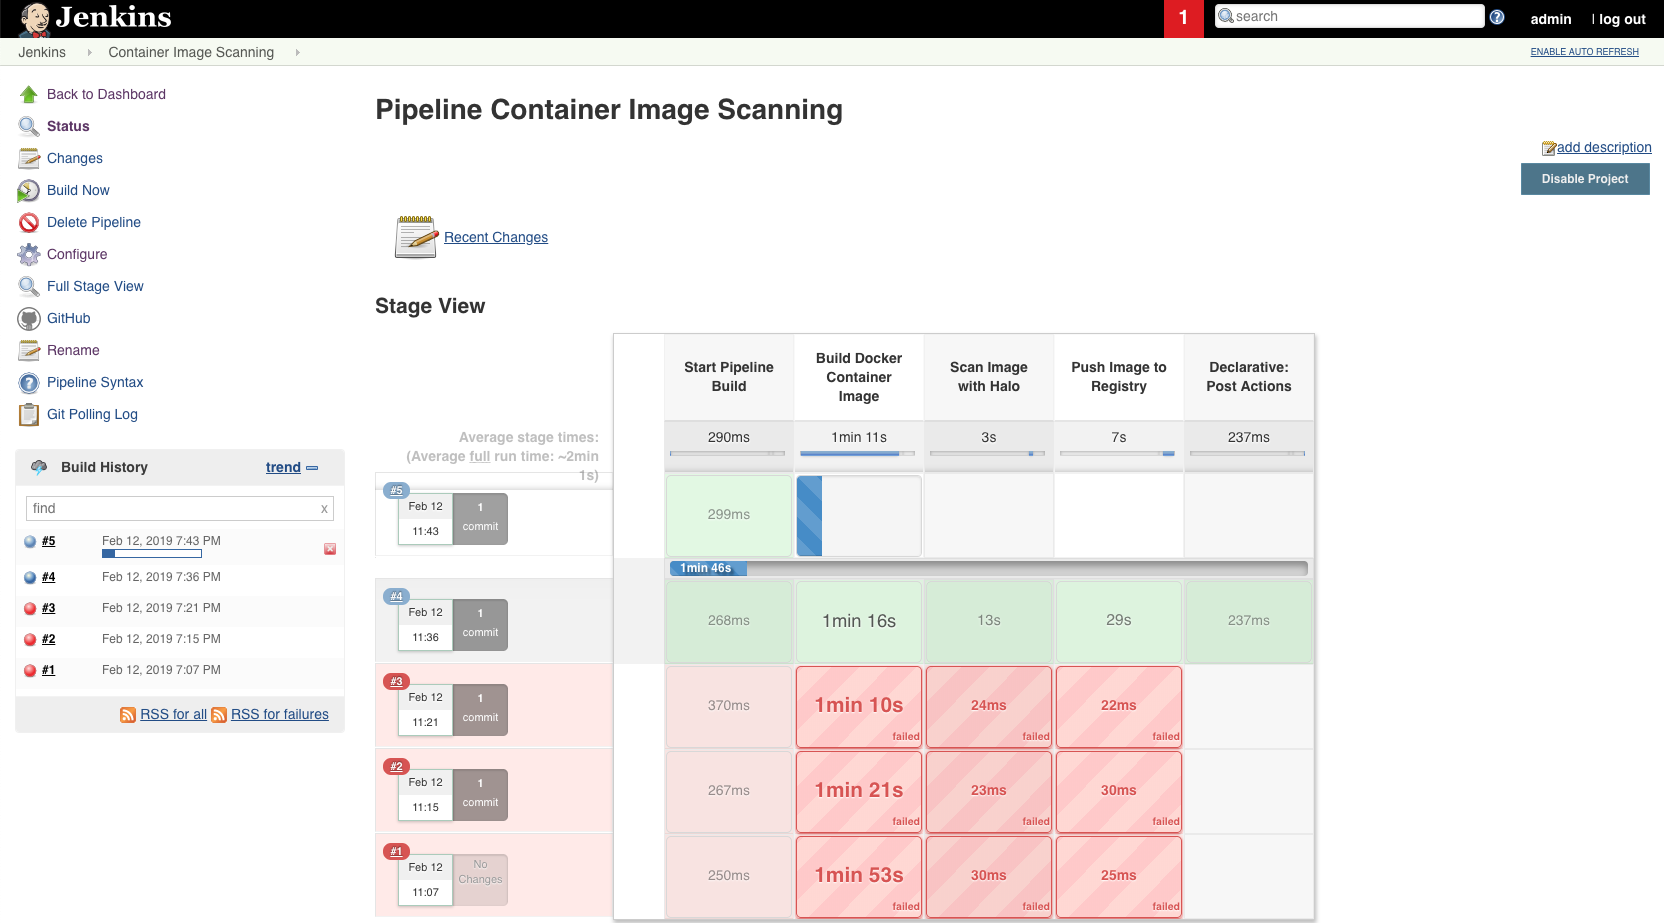 Jenkins
1
search
?
admin
| log out
Jenkins
Container Image Scanning
ENABLE AUTO REFRESH
Back to Dashboard
Status
Changes
Build Now
Delete Pipeline
Configure
Full Stage View
GitHub
Rename
Pipeline Syntax
Git Polling Log
Build History
trend
find
x
#5 Feb 12, 2019 7:43 PM
#4 Feb 12, 2019 7:36 PM
#3 Feb 12, 2019 7:21 PM
#2 Feb 12, 2019 7:15 PM
#1 Feb 12, 2019 7:07 PM
RSS for all RSS for failures
Pipeline Container Image Scanning
add description
Disable Project
Recent Changes
Stage View
Start Pipeline
Build
Build Docker
Container
Image
Scan Image
with Halo
Push Image to
Registry
Declarative:
Post Actions
Average stage times:
(Average full run time: ~2min
1s)
290ms 1min 11s 3s 7s 237ms
#5
Feb 12
11:43
1
commit
299ms
1min 46s
#4
Feb 12
11:36
1
commit
268ms 1min 16s 13s 29s 237ms
#3
Feb 12
11:21
1
commit
370ms 1min 10s 24ms 22ms
failed failed failed
#2
Feb 12
11:15
1
commit
267ms 1min 21s 23ms 30ms
failed failed failed
#1
Feb 12
11:07
No
Changes
250ms 1min 53s 30ms 25ms
failed failed failed